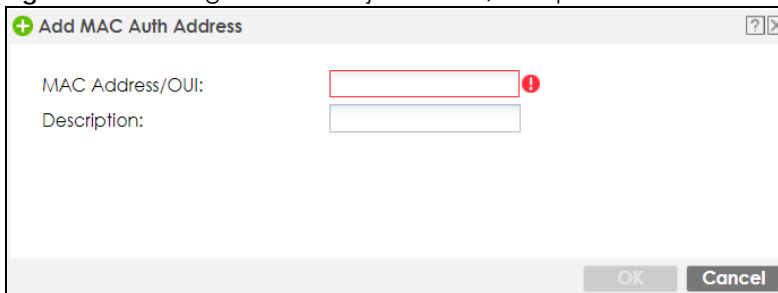 Add MAC Auth Address
MAC Address/OUI:
Description:
OK
Cancel